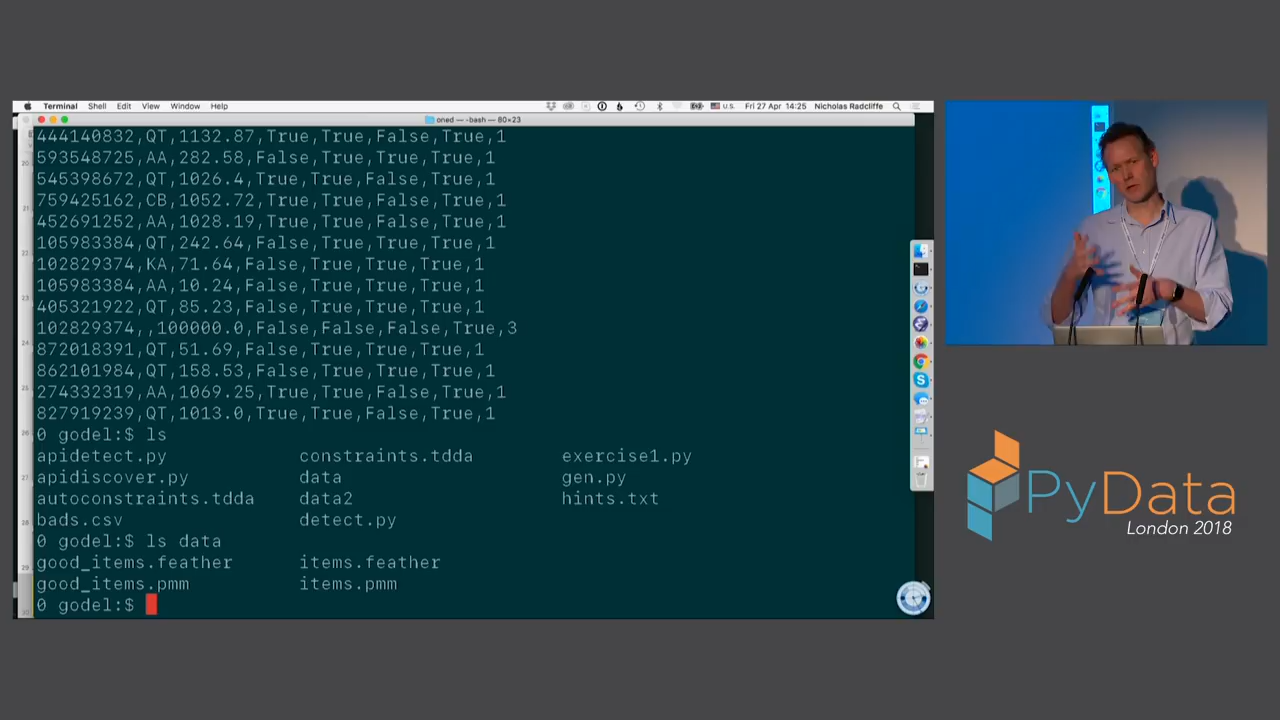 Terminal Shell Edit View Window Help U.S. Fri 27 Apr 14:25 Nicholas Radcliffe
oned — -bash — 80×23
444140832,QT,1132.87,True,True,False,True,1
593548725,AA,282.58,False,True,True,True,1
545398672,QT,1026.4,True,True,False,True,1
759425162,CB,1052.72,True,True,False,True,1
452691252,AA,1028.19,True,True,False,True,1
105983384,QT,242.64,False,True,True,True,1
102829374,KA,71.64,False,True,True,True,1
105983384,AA,10.24,False,True,True,True,1
405321922,QT,85.23,False,True,True,True,1
102829374,,100000.0,False,False,False,True,3
872018391,QT,51.69,False,True,True,True,1
862101984,QT,158.53,False,True,True,True,1
274332319,AA,1069.25,True,True,False,True,1
827919239,QT,1013.0,True,True,False,True,1
0 godel:$ ls
apidetect.py constraints.tdda exercise1.py
apidiscover.py data gen.py
autoconstraints.tdda data2 hints.txt
bads.csv detect.py
0 godel:$ ls data
good_items.feather items.feather
good_items.pmm items.pmm
0 godel:$
PyData
London 2018